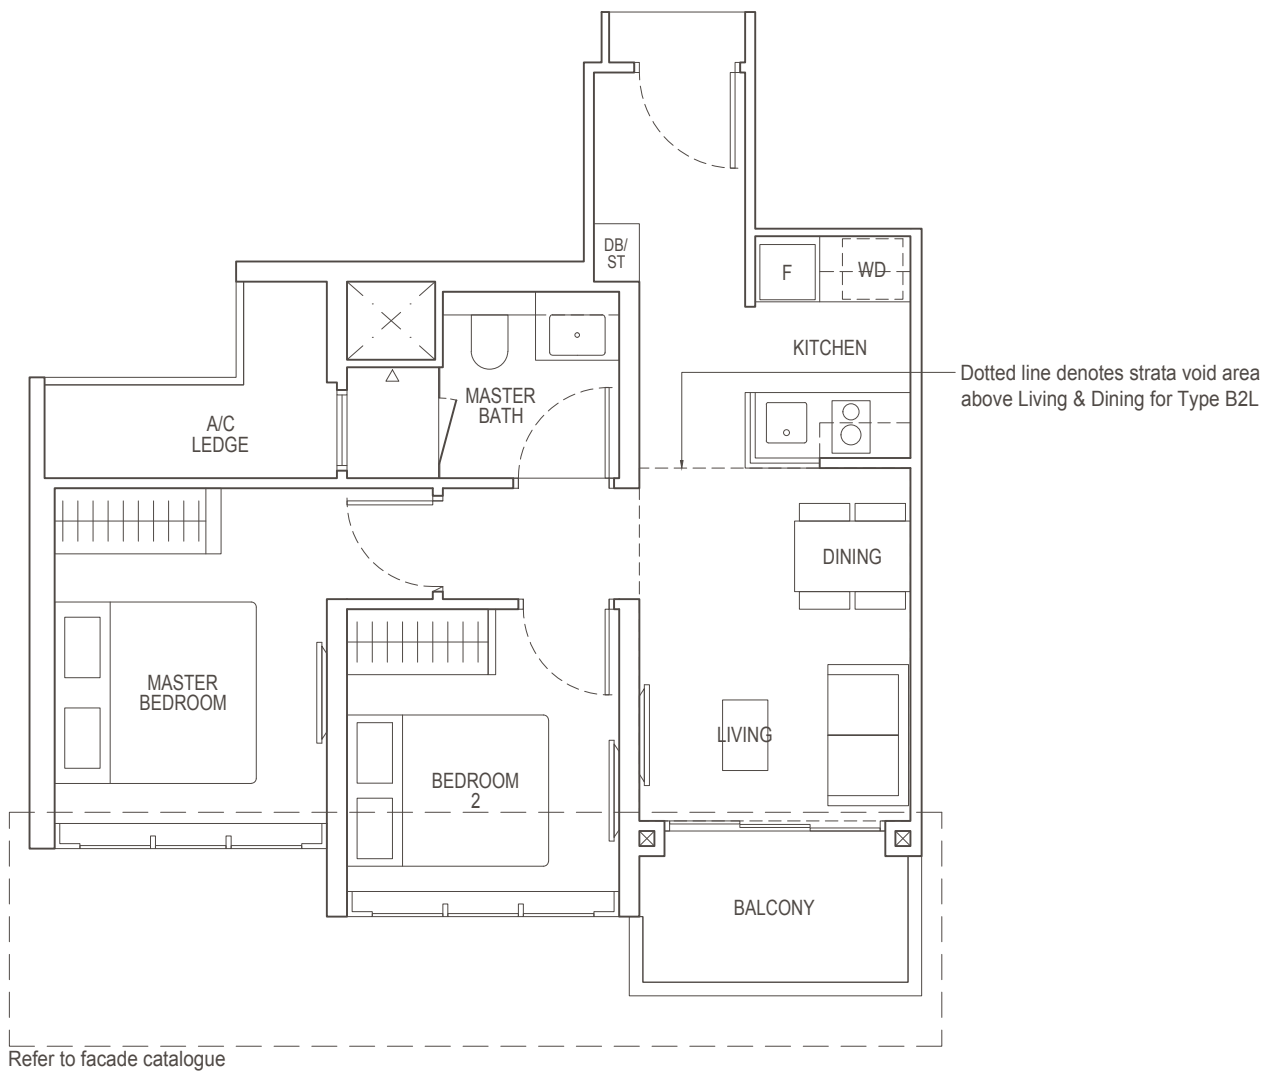 DB/
ST
F
WD
KITCHEN
Dotted line denotes strata void area
above Living & Dining for Type B2L
MASTER
BATH
A/C
LEDGE
DINING
MASTER
BEDROOM
LIVING
BEDROOM
2
BALCONY
Refer to facade catalogue